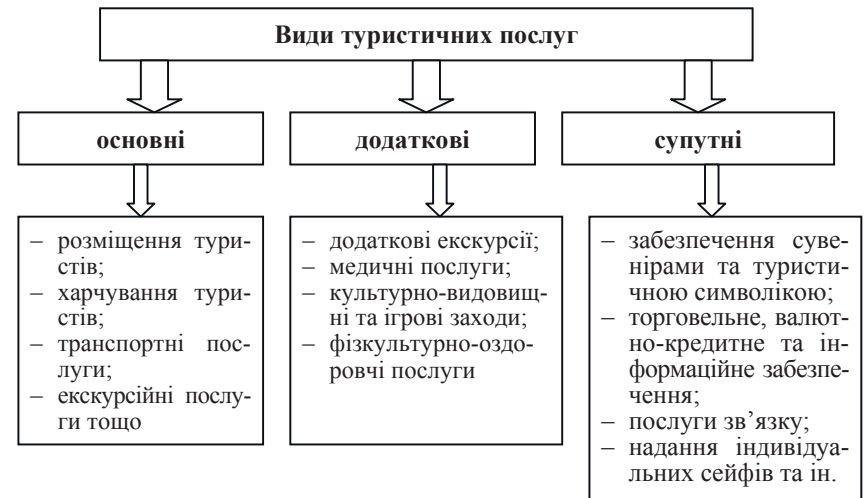 Види туристичних послуг
основні
додаткові
супутні
– розміщення тури-
стів;
– харчування тури-
стів;
– транспортні пос-
луги;
– екскурсійні послу-
ги тощо
– додаткові екскурсії;
– медичні послуги;
– культурно-видовищ-
ні та ігрові заходи;
– фізкультурно-оздо-
ровчі послуги
– забезпечення суве-
нірами та туристи-
чною символікою;
– торговельне, валют-
но-кредитне та ін-
формаційне забезпе-
чення;
– послуги зв’язку;
– надання індивідуа-
льних сейфів та ін.